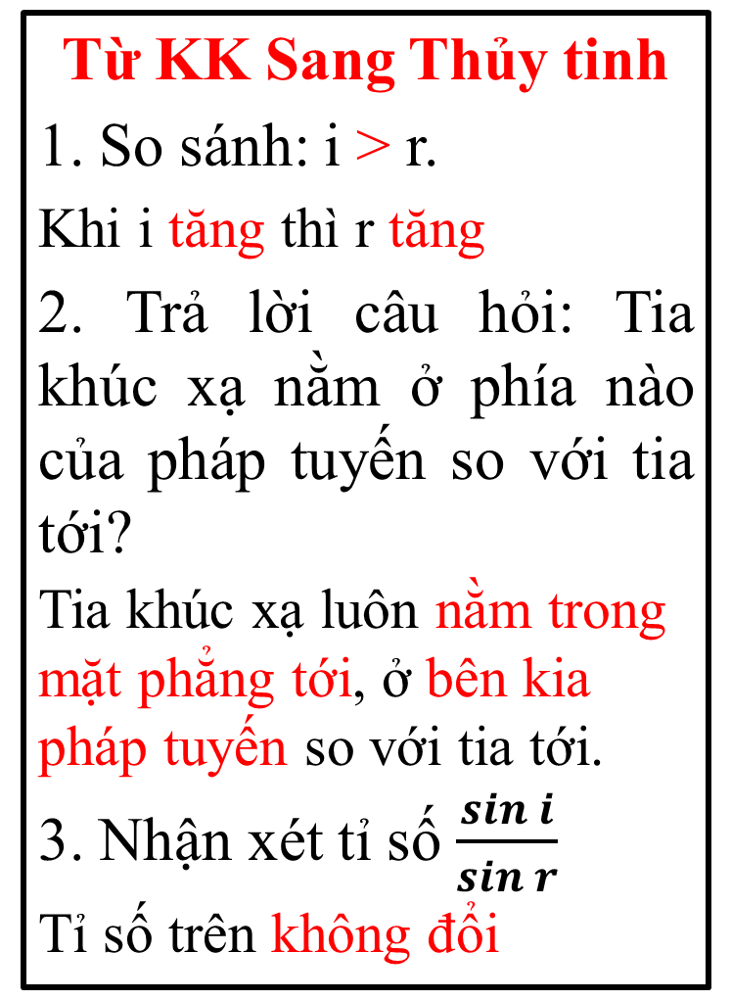 Từ KK Sang Thủy tinh
1. So sánh: i > r.
Khi i tăng thì r tăng
2. Trả lời câu hỏi: Tia
khúc xạ nằm ở phía nào
của pháp tuyến so với tia
tới?
Tia khúc xạ luôn nằm trong
mặt phẳng tới, ở bên kia
pháp tuyến so với tia tới.
3. Nhận xét tỉ số sin i / sin r
Tỉ số trên không đổi